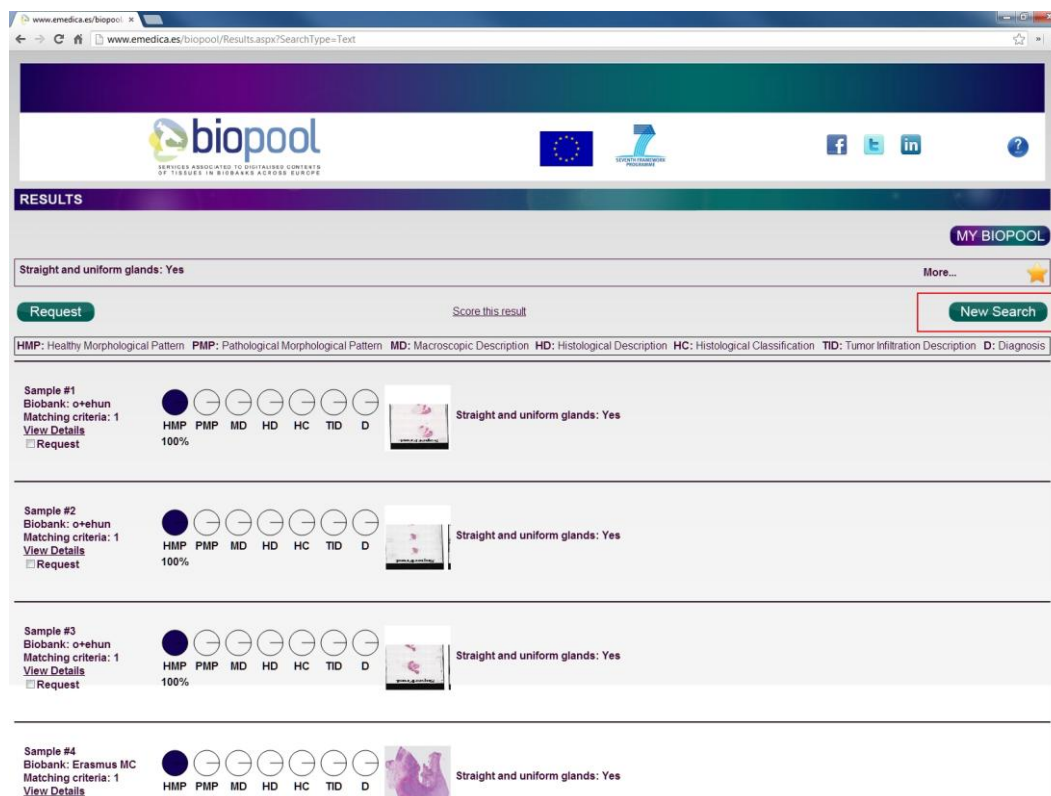 www.emedica.es/biopool
www.emedica.es/biopool/Results.aspx?SearchType=Text
biopool
SERVICES ASSOCIATED TO DIGITALISED CONTENTS
OF TISSUES IN BIOBANKS ACROSS EUROPE
7
SEVENTH FRAMEWORK
PROGRAMME
f t in ?
RESULTS
MY BIOPOOL
Straight and uniform glands: Yes More...
Request Score this result New Search
HMP: Healthy Morphological Pattern PMP: Pathological Morphological Pattern MD: Macroscopic Description HD: Histological Description HC: Histological Classification TID: Tumor Infiltration Description D: Diagnosis
Sample #1
Biobank: o+ehun
Matching criteria: 1
View Details
Request
HMP PMP MD HD HC TID D
100%
Straight and uniform glands: Yes
Sample #2
Biobank: o+ehun
Matching criteria: 1
View Details
Request
HMP PMP MD HD HC TID D
100%
Straight and uniform glands: Yes
Sample #3
Biobank: o+ehun
Matching criteria: 1
View Details
Request
HMP PMP MD HD HC TID D
100%
Straight and uniform glands: Yes
Sample #4
Biobank: Erasmus MC
Matching criteria: 1
View Details
HMP PMP MD HD HC TID D
Straight and uniform glands: Yes